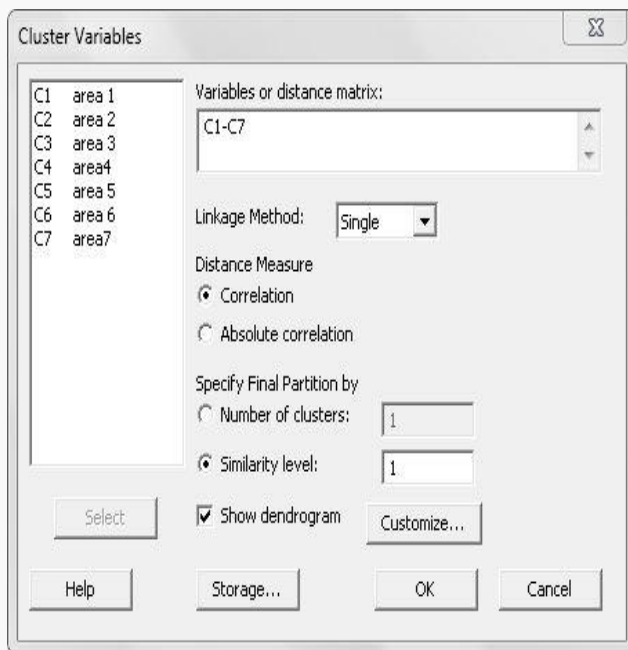 Cluster Variables
C1 area 1
C2 area 2
C3 area 3
C4 area4
C5 area 5
C6 area 6
C7 area7
Variables or distance matrix:
C1-C7
Linkage Method: Single
Distance Measure
Correlation
Absolute correlation
Specify Final Partition by
Number of clusters: 1
Similarity level: 1
Show dendrogram
Select
Customize...
Help
Storage...
OK
Cancel